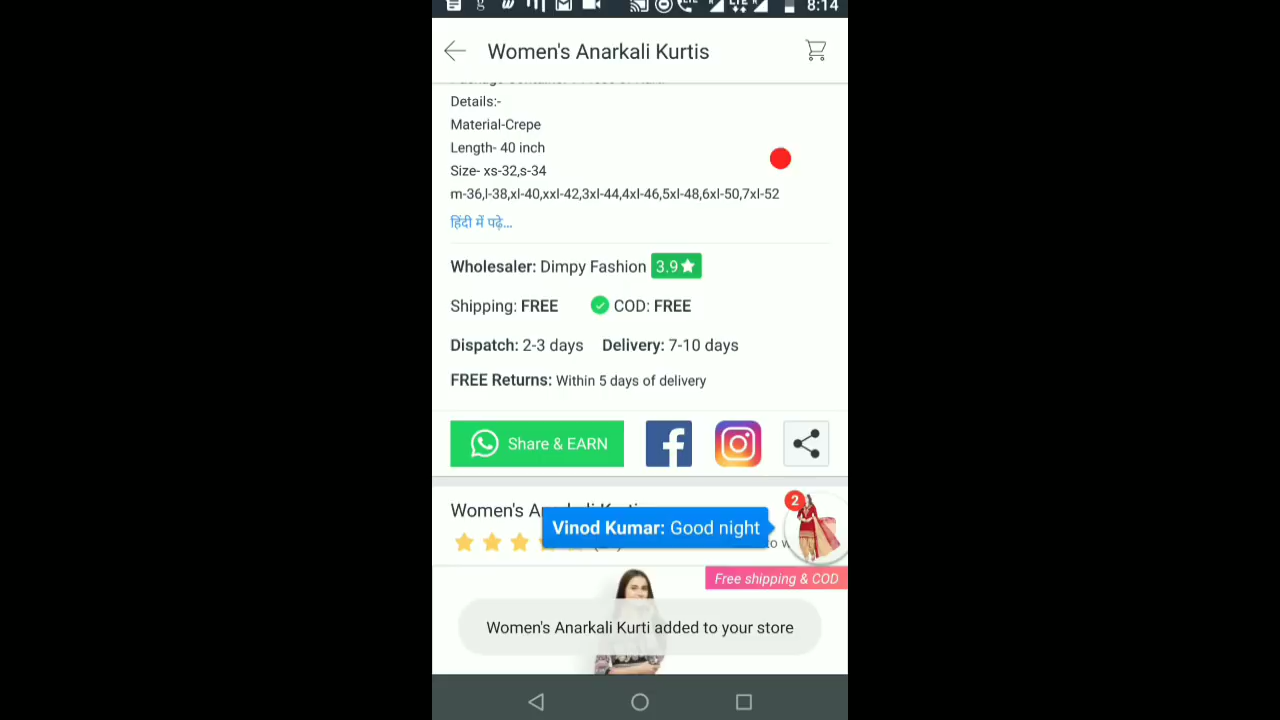 8:14
Women's Anarkali Kurtis
Details:-
Material-Crepe
Length- 40 inch
Size- xs-32,s-34
m-36,l-38,xl-40,xxl-42,3xl-44,4xl-46,5xl-48,6xl-50,7xl-52
हिंदी में पढ़े...
Wholesaler: Dimpy Fashion 3.9
Shipping: FREE COD: FREE
Dispatch: 2-3 days Delivery: 7-10 days
FREE Returns: Within 5 days of delivery
Share & EARN
Women's
2
Vinod Kumar: Good night
Free shipping & COD
Women's Anarkali Kurti added to your store